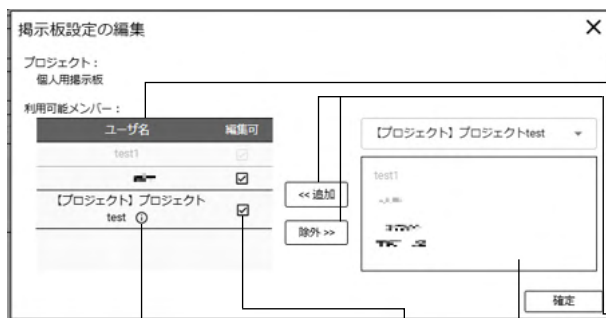 掲示板設定の編集
プロジェクト：
個人用掲示板
利用可能メンバー：
ユーザ名 編集可
test1
【プロジェクト】プロジェクト
test
<< 追加
除外 >>
【プロジェクト】プロジェクトtest
test1
確定